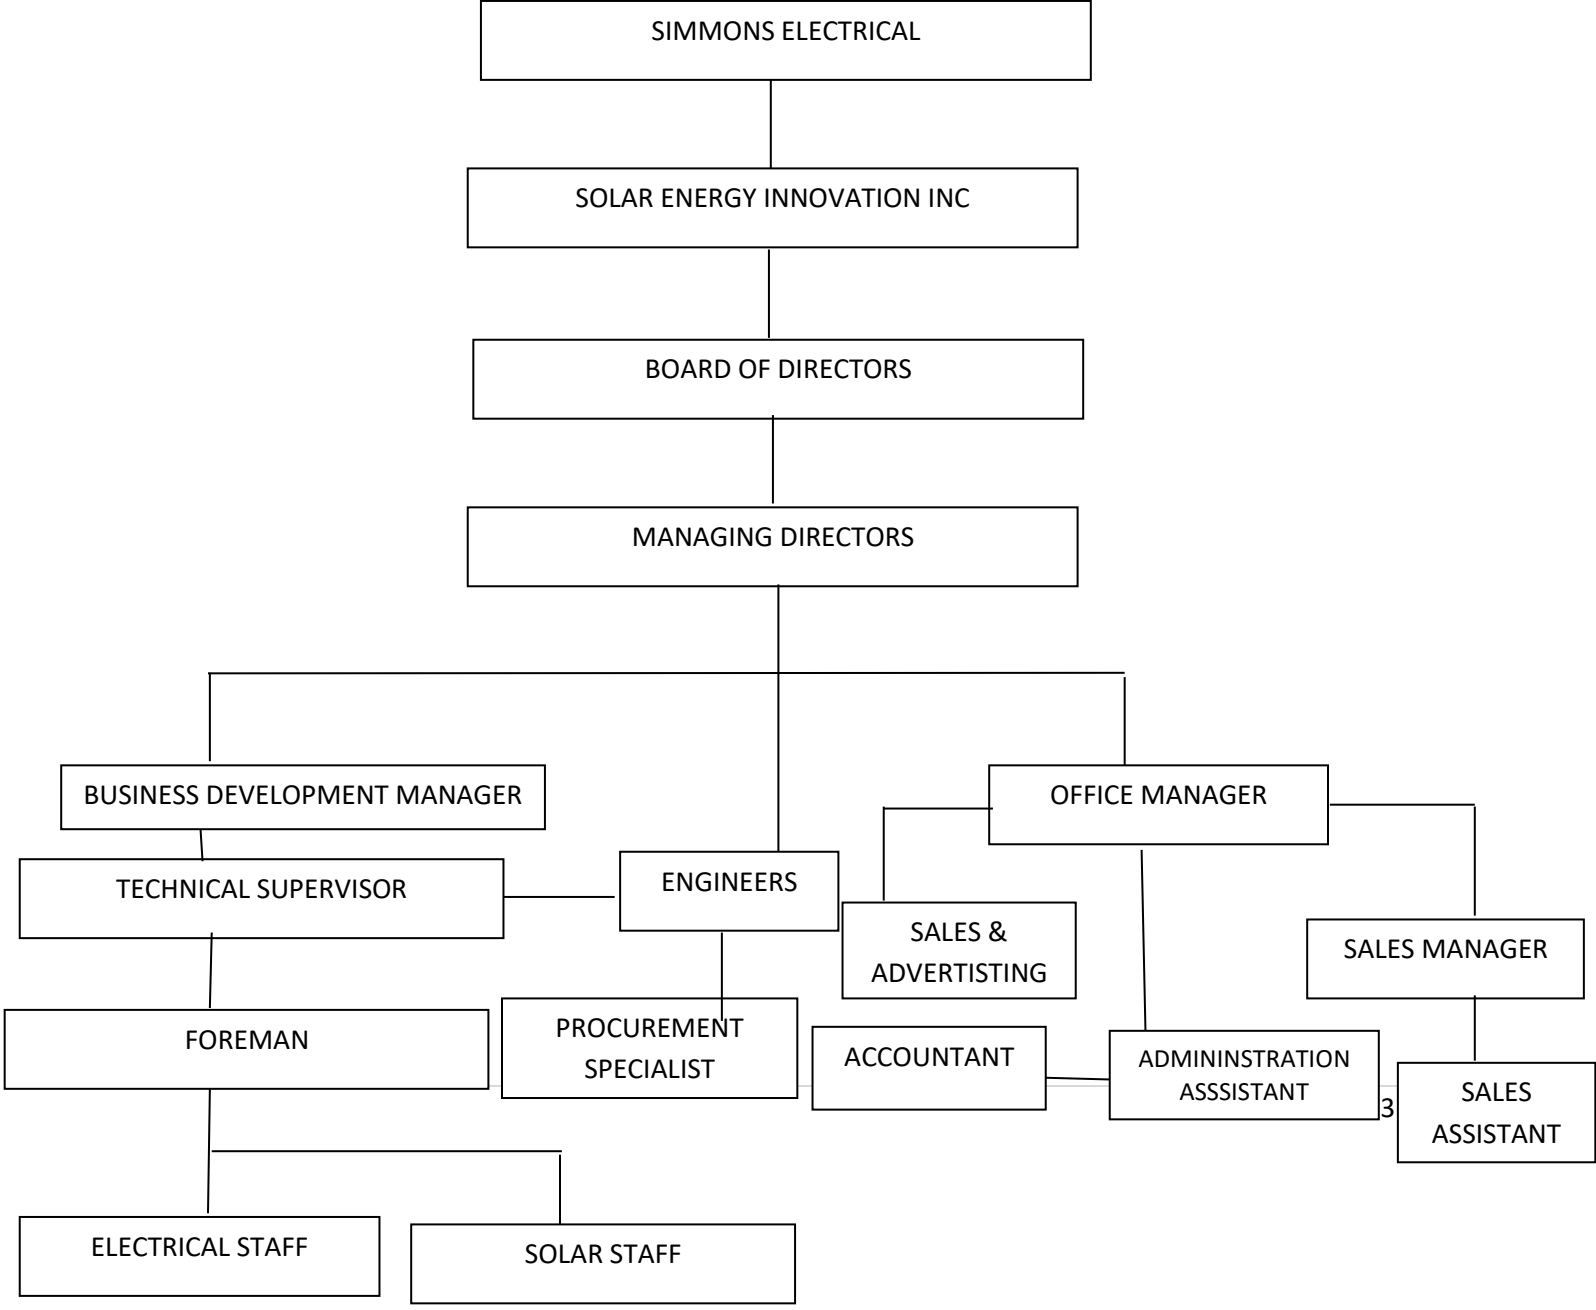 SIMMONS ELECTRICAL
SOLAR ENERGY INNOVATION INC
BOARD OF DIRECTORS
MANAGING DIRECTORS
BUSINESS DEVELOPMENT MANAGER
OFFICE MANAGER
TECHNICAL SUPERVISOR
ENGINEERS
SALES &
ADVERTISTING
SALES MANAGER
FOREMAN
PROCUREMENT
SPECIALIST
ACCOUNTANT
ADMININSTRATION
ASSSISTANT
3
SALES
ASSISTANT
ELECTRICAL STAFF
SOLAR STAFF